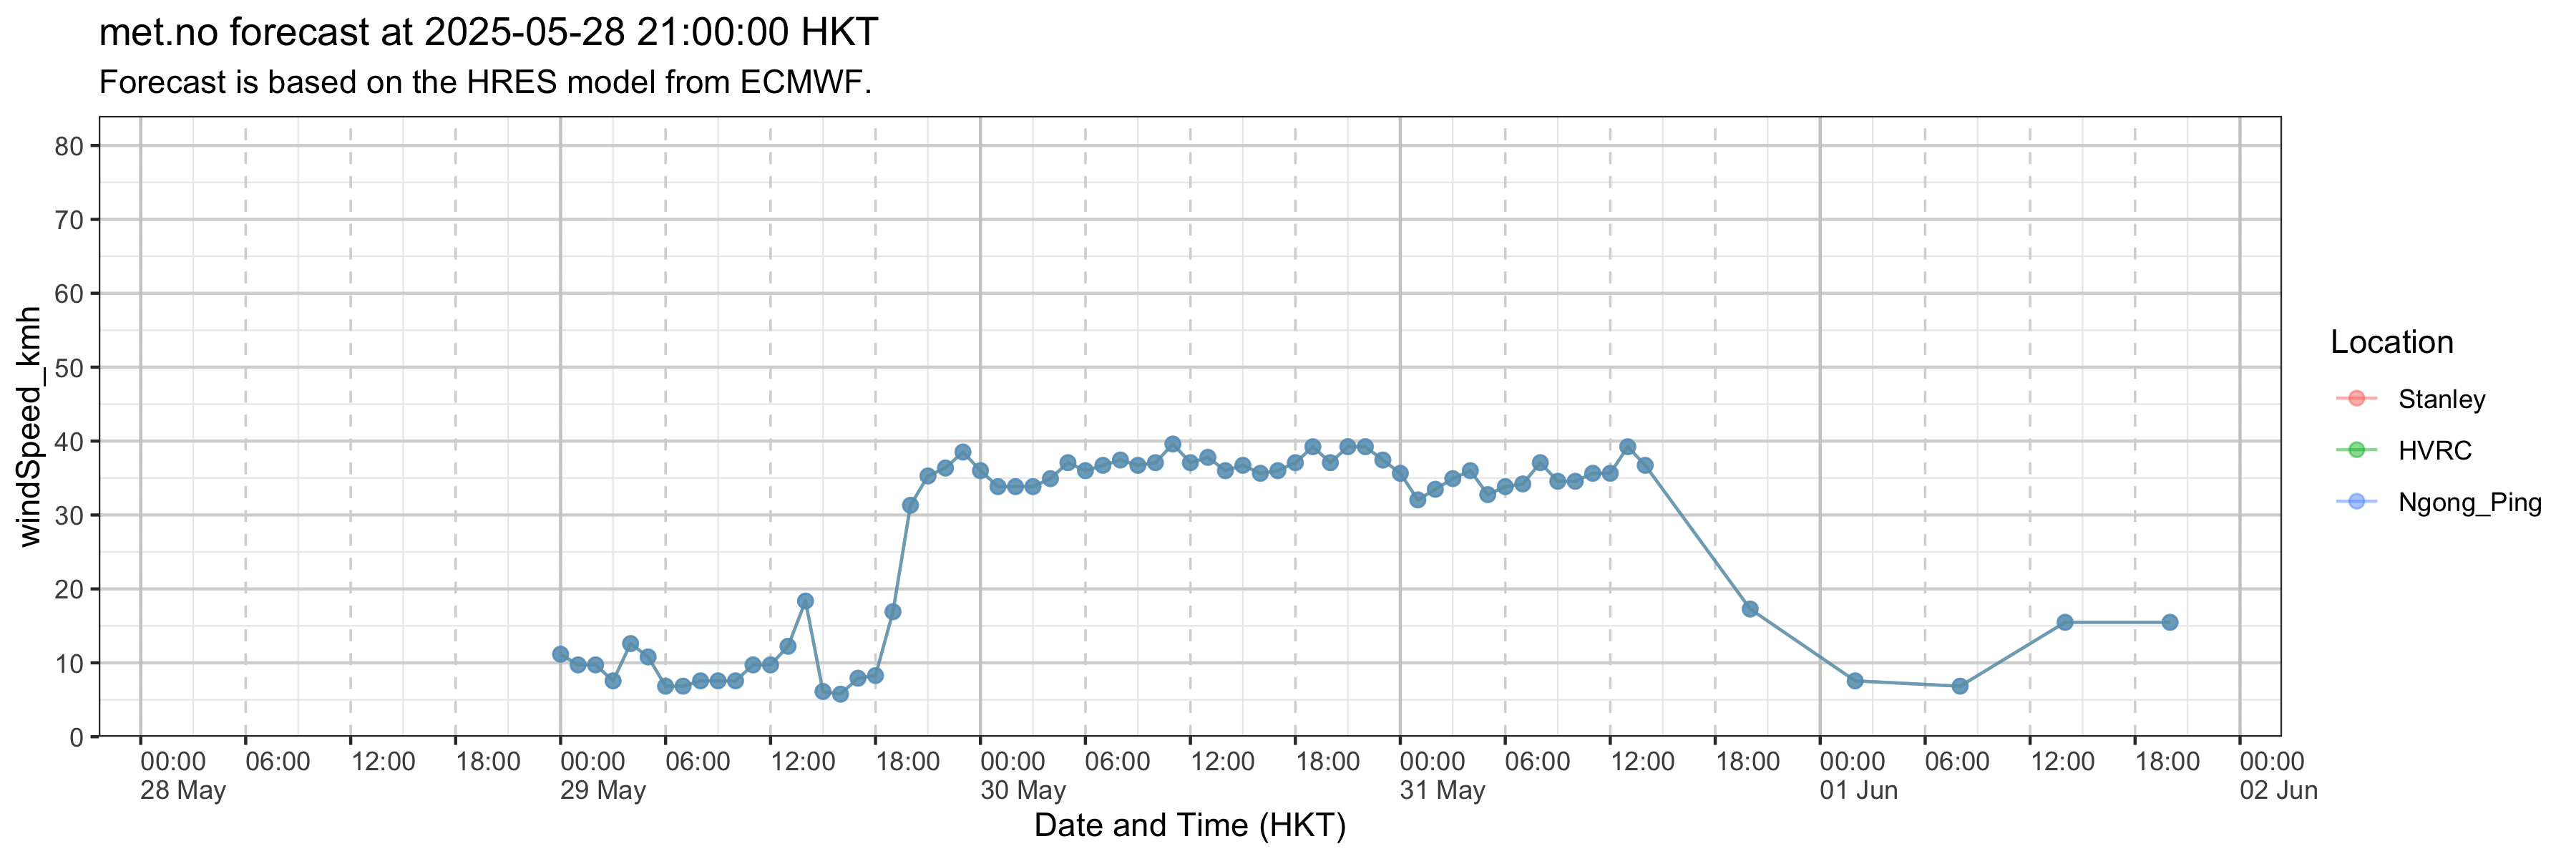 met.no forecast at 2025-05-28 21:00:00 HKT
Forecast is based on the HRES model from ECMWF.
windSpeed_kmh
80
70
60
50
40
30
20
10
0
00:00 06:00 12:00 18:00 00:00 06:00 12:00 18:00 00:00 06:00 12:00 18:00 00:00 06:00 12:00 18:00 00:00 06:00 12:00 18:00 00:00
28 May 29 May 30 May 31 May 01 Jun 02 Jun
Date and Time (HKT)
Location
Stanley
HVRC
Ngong_Ping